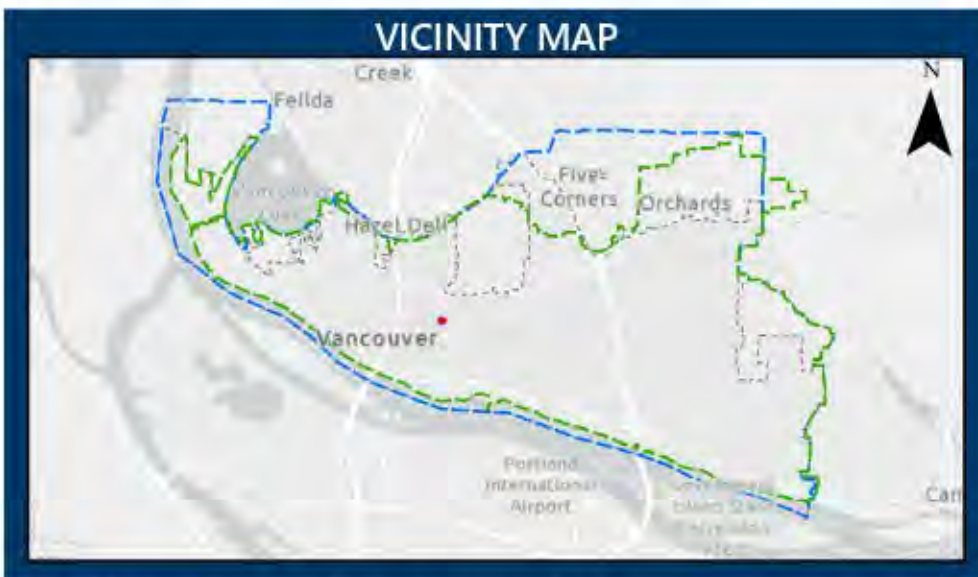 VICINITY MAP
Creek
N
Felida
Five
Corners
Orchards
Hazel Dell
Vancouver
Portland
International
Airport